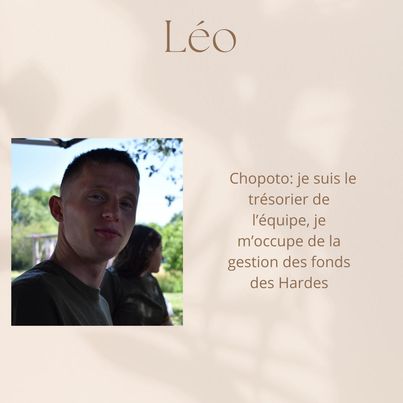 Léo
Chopoto: je suis le
trésorier de
l’équipe, je
m’occupe de la
gestion des fonds
des Hardes